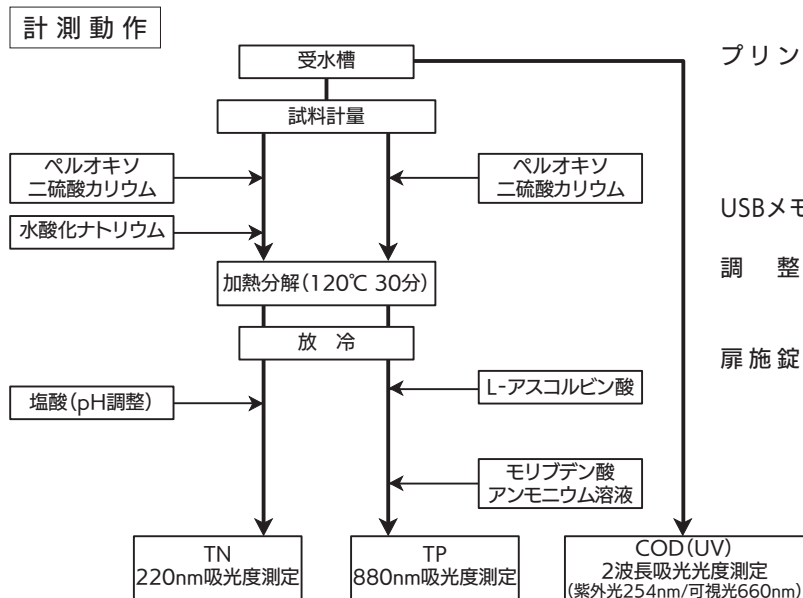 計測動作
受水槽
プリン
試料計量
ペルオキソ
二硫酸カリウム
ペルオキソ
二硫酸カリウム
水酸化ナトリウム
USBメモ
加熱分解(120℃ 30分)
調　整
放　冷
扉施錠
塩酸(pH調整)
L-アスコルビン酸
モリブデン酸
アンモニウム溶液
TN
220nm吸光度測定
TP
880nm吸光度測定
COD(UV)
2波長吸光光度測定
(紫外光254nm/可視光660nm)